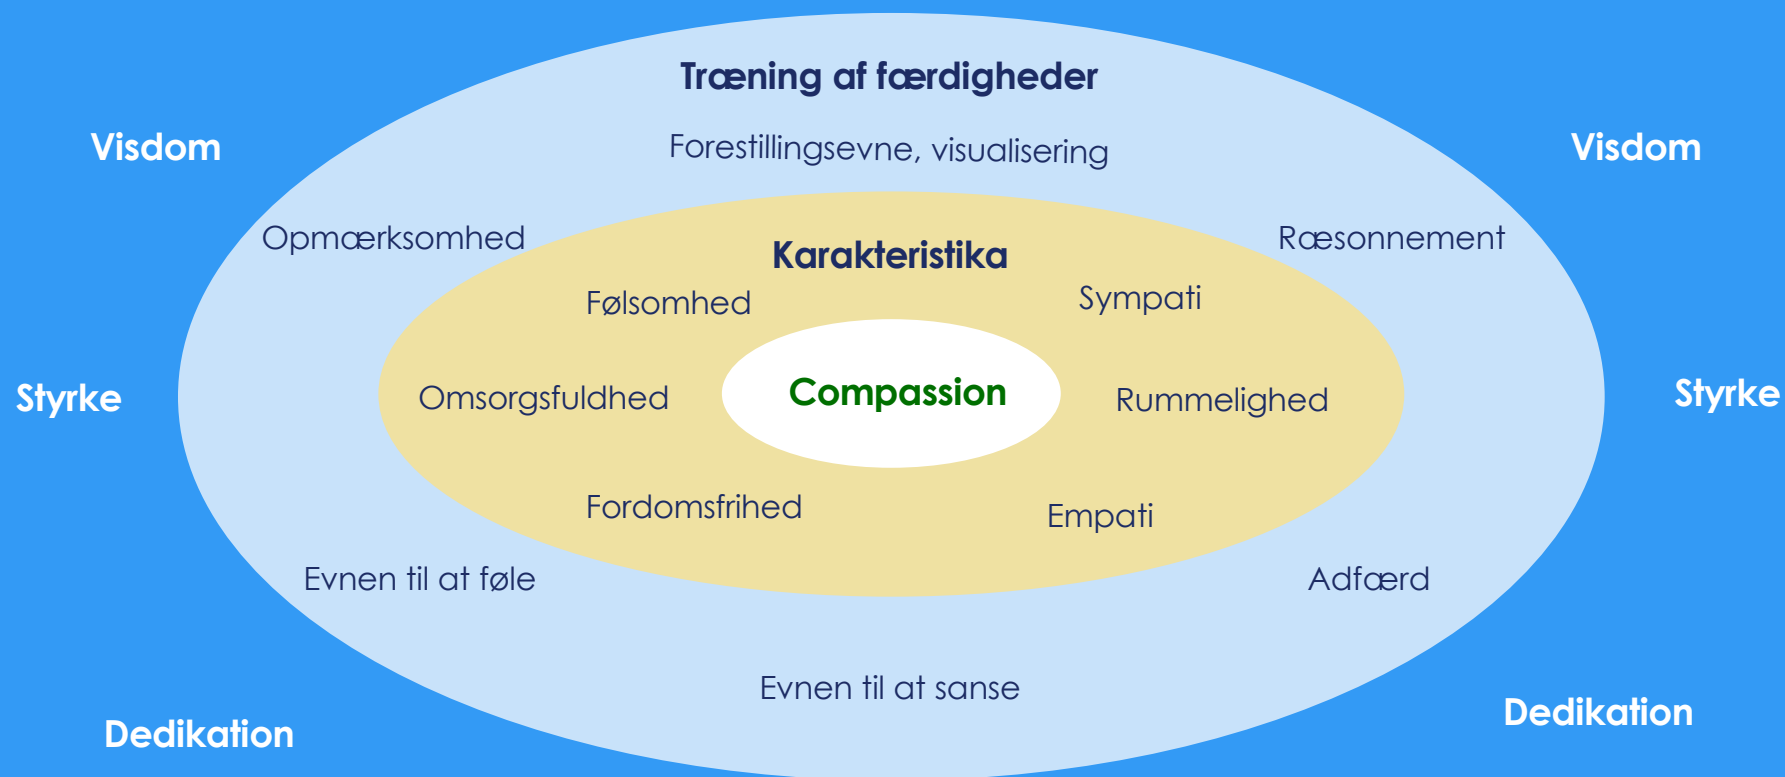 Træning af færdigheder
Visdom
Forestillingsevne, visualisering
Visdom
Opmærksomhed
Ræsonnement
Karakteristika
Følsomhed
Sympati
Styrke
Omsorgsfuldhed
Compassion
Rummelighed
Styrke
Fordomsfrihed
Empati
Evnen til at føle
Adfærd
Evnen til at sanse
Dedikation
Dedikation